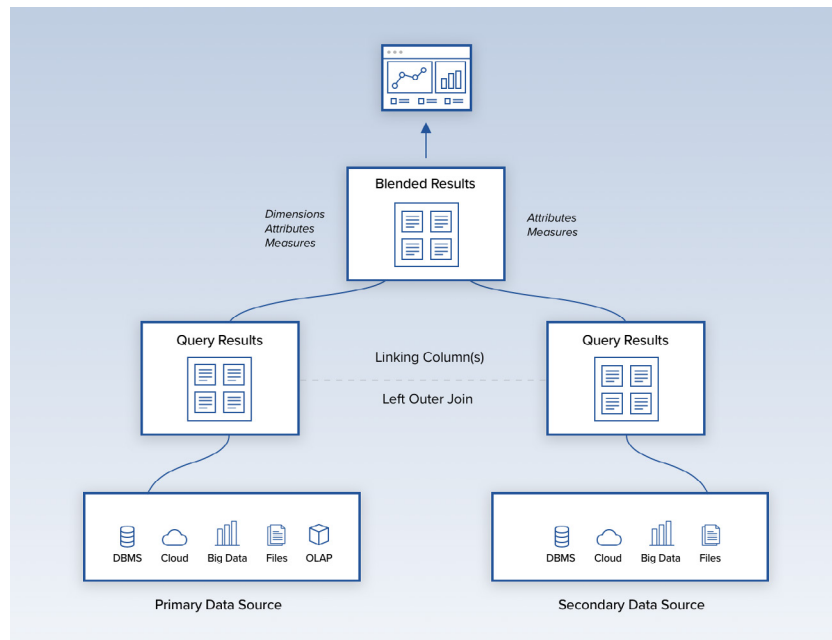 Blended Results
Dimensions
Attributes
Measures
Attributes
Measures
Query Results
Query Results
Linking Column(s)
Left Outer Join
DBMS Cloud Big Data Files OLAP
DBMS Cloud Big Data Files
Primary Data Source
Secondary Data Source